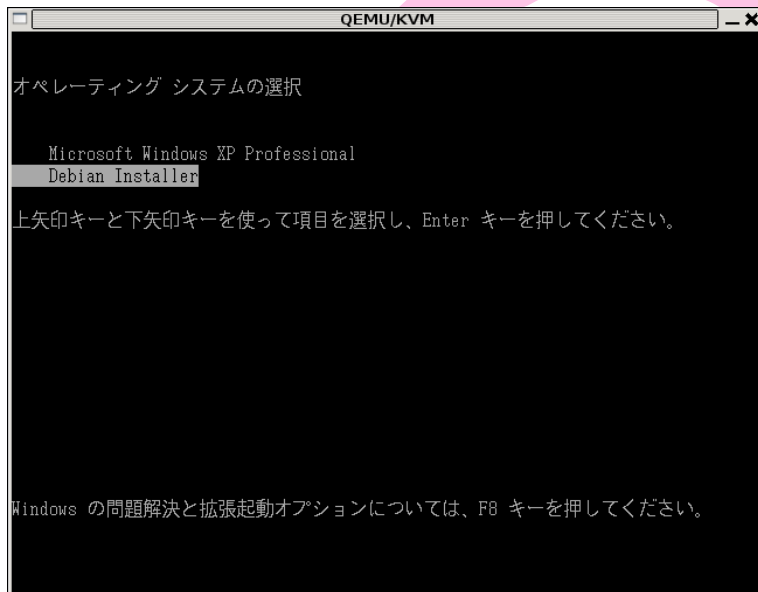 QEMU/KVM
オペレーティング システムの選択
Microsoft Windows XP Professional
Debian Installer
上矢印キーと下矢印キーを使って項目を選択し、Enter キーを押してください。
Windows の問題解決と拡張起動オプションについては、F8 キーを押してください。